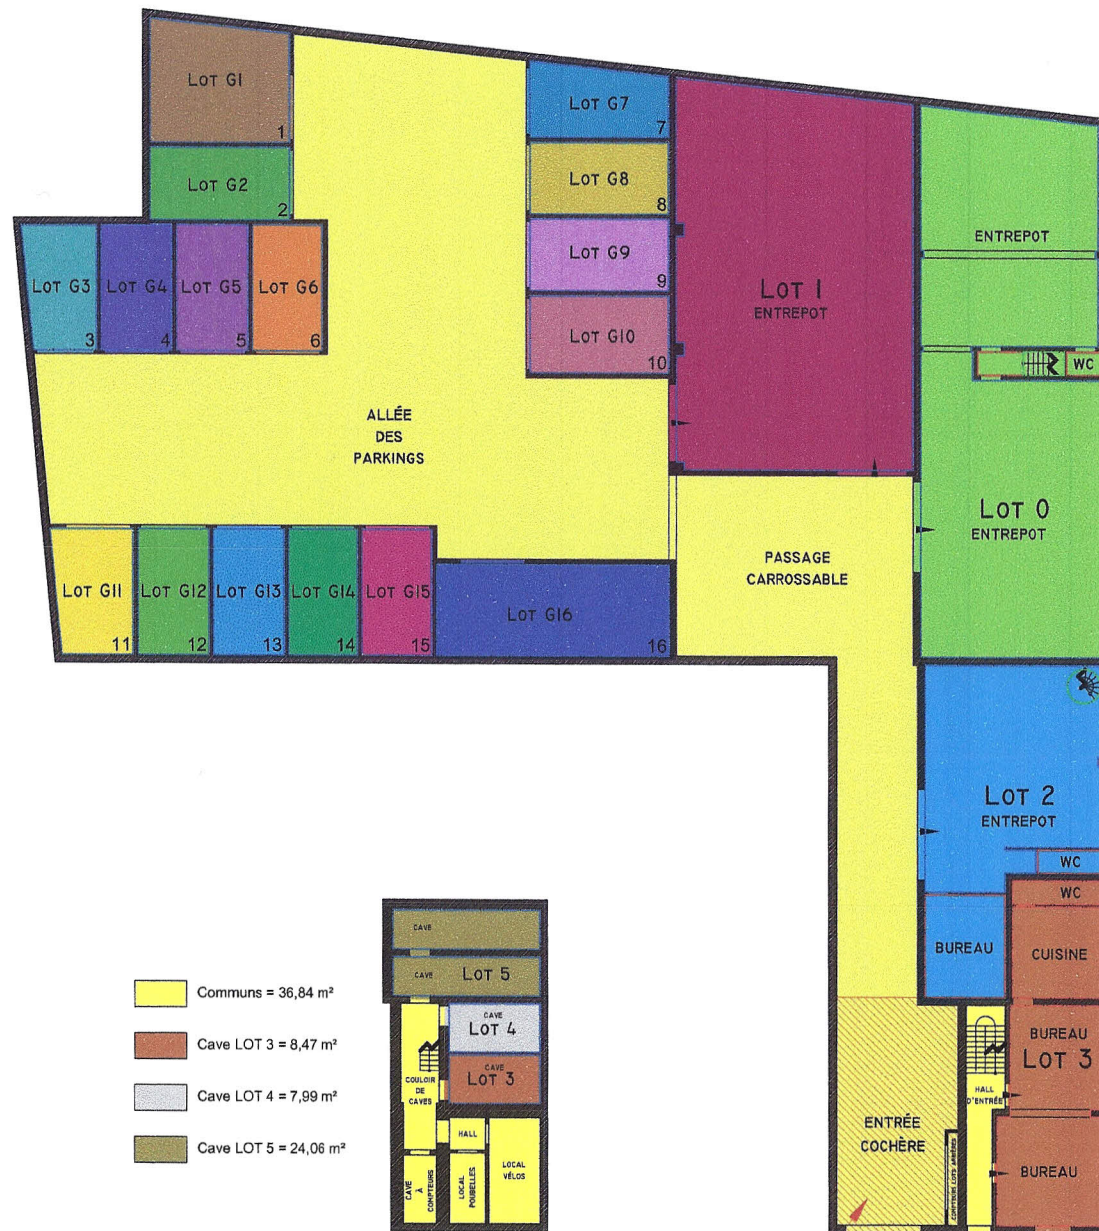 LOT G1
1
LOT G2
2
LOT G3
3
LOT G4
4
LOT G5
5
LOT G6
6
LOT G7
7
LOT G8
8
LOT G9
9
LOT G10
10
LOT 1
ENTREPOT
ENTREPOT
WC
LOT 0
ENTREPOT
ALLÉE
DES
PARKINGS
PASSAGE
CARROSSABLE
LOT G11
11
LOT G12
12
LOT G13
13
LOT G14
14
LOT G15
15
LOT G16
16
LOT 2
ENTREPOT
WC
WC
BUREAU
CUISINE
BUREAU
LOT 3
HALL
D'ENTRÉE
BUREAU
ENTRÉE
COCHÈRE
COMPTEURS LOTS ARRIÈRES
CAVE
CAVE
LOT 5
CAVE
LOT 4
CAVE
LOT 3
COULOIR
DE
CAVES
HALL
LOCAL
VÉLOS
LOCAL
POUBELLES
CAVE
À
COMPTEURS
Communs = 36,84 m²
Cave LOT 3 = 8,47 m²
Cave LOT 4 = 7,99 m²
Cave LOT 5 = 24,06 m²